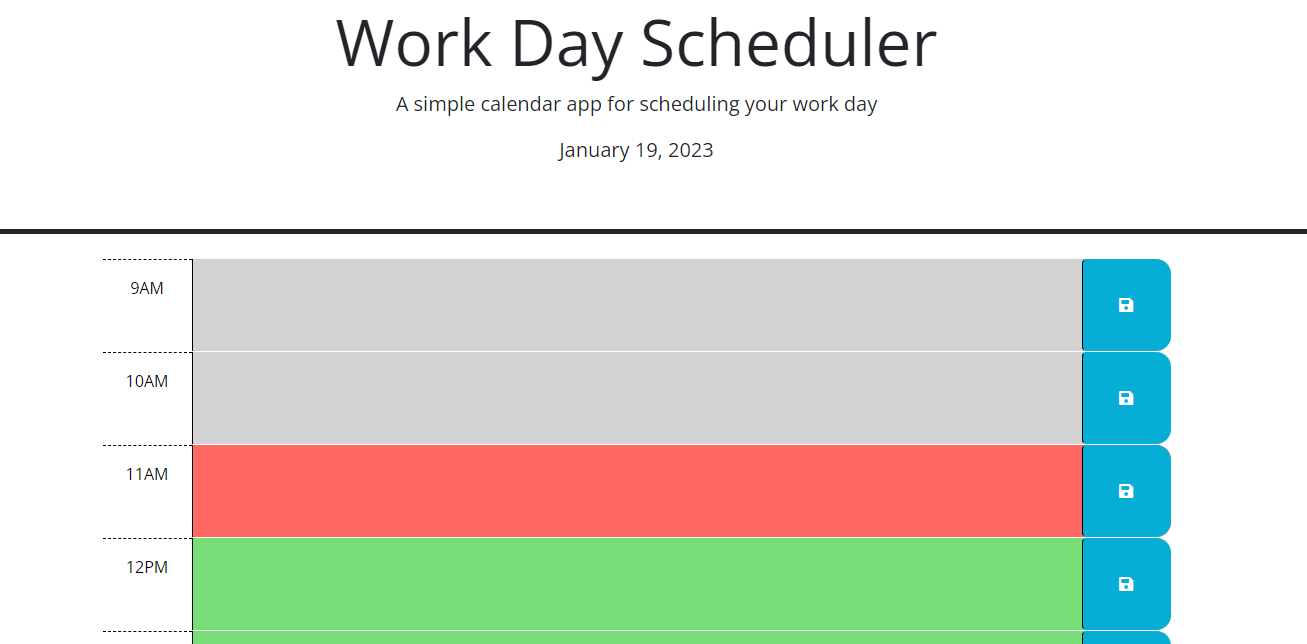 Work Day Scheduler
A simple calendar app for scheduling your work day
January 19, 2023
9AM
10AM
11AM
12PM